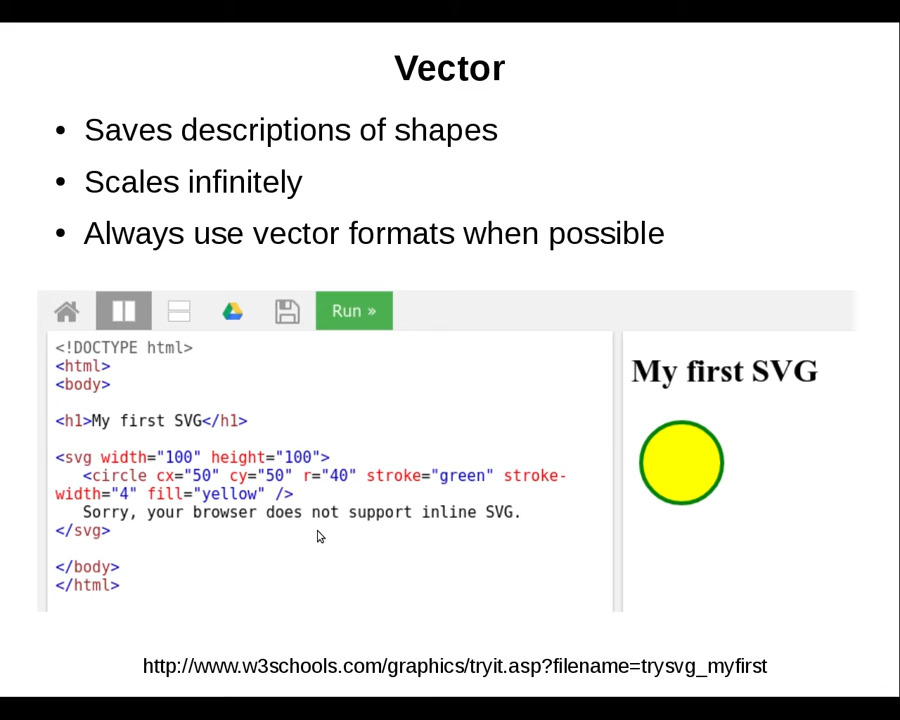 Vector
• Saves descriptions of shapes
• Scales infinitely
• Always use vector formats when possible
Run »
<!DOCTYPE html>
<html>
<body>
<h1>My first SVG</h1>
<svg width="100" height="100">
<circle cx="50" cy="50" r="40" stroke="green" stroke-
width="4" fill="yellow" />
Sorry, your browser does not support inline SVG.
</svg>
</body>
</html>
My first SVG
http://www.w3schools.com/graphics/tryit.asp?filename=trysvg_myfirst